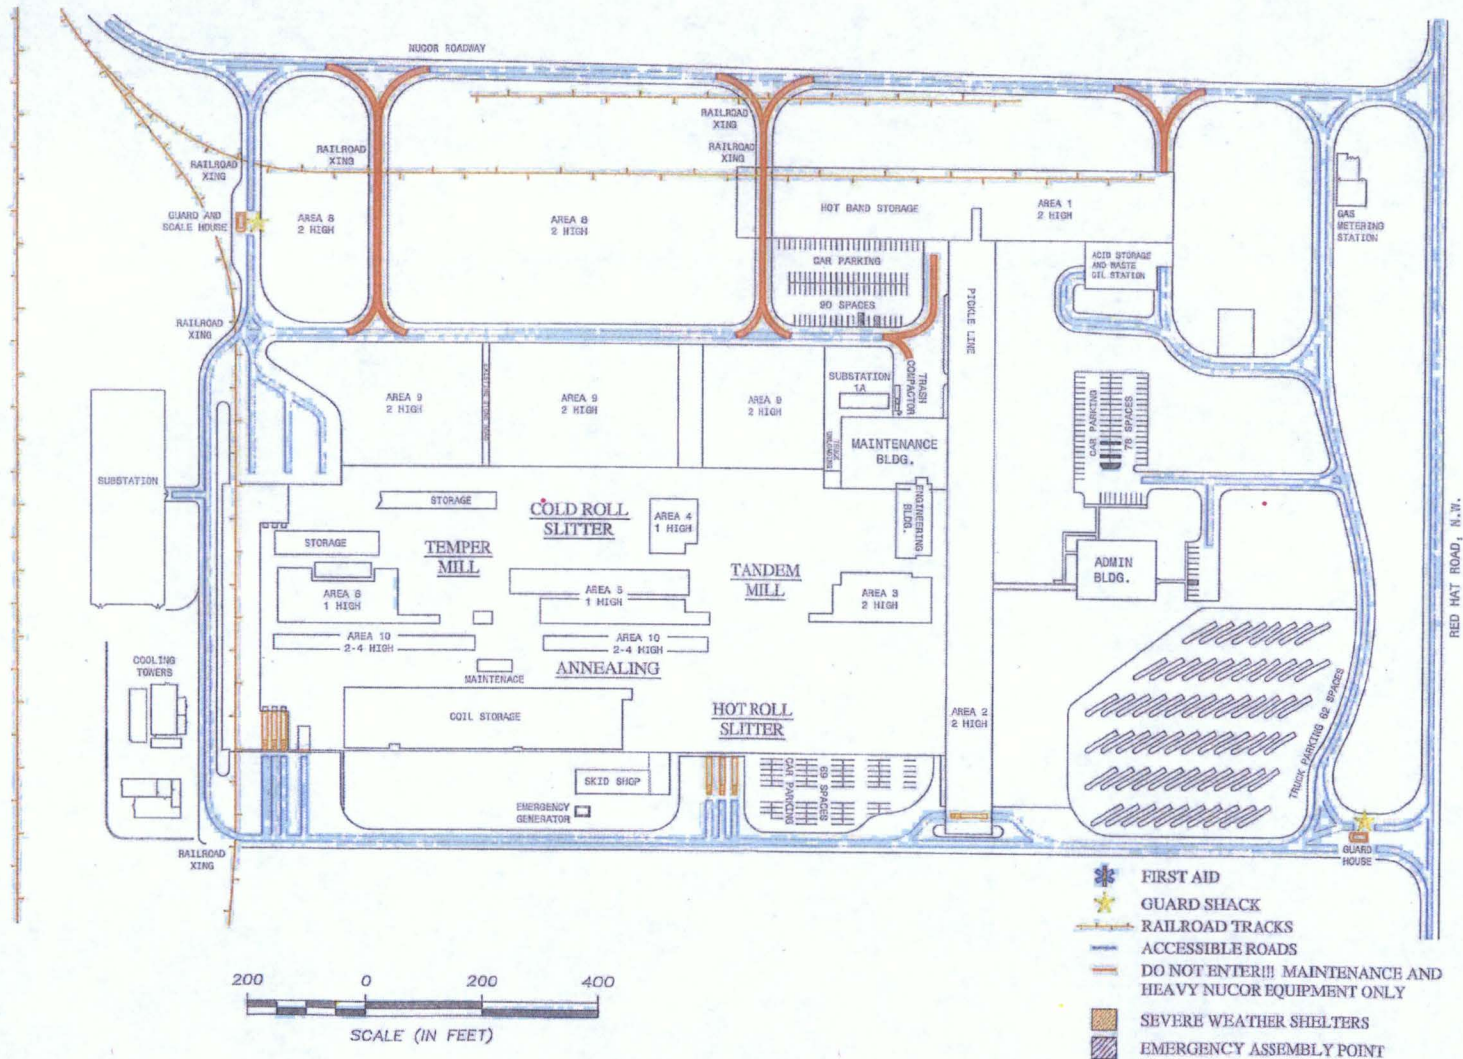 NUCOR ROADWAY
RAILROAD
XING
RAILROAD
XING
RAILROAD
XING
RAILROAD
XING
GUARD AND
SCALE HOUSE
AREA 8
2 HIGH
AREA 8
2 HIGH
HOT BAND STORAGE
AREA 1
2 HIGH
GAS
METERING
STATION
CAR PARKING
90 SPACES
ACID STORAGE
AND WASTE
OIL STATION
PICKLE LINE
RAILROAD
XING
AREA 9
2 HIGH
AREA 9
2 HIGH
AREA 9
2 HIGH
SUBSTATION
1A
TRASH
COMPACTOR
CAR PARKING
78 SPACES
MAINTENANCE
BLDG.
SUBSTATION
STORAGE
COLD ROLL
SLITTER
AREA 4
1 HIGH
ENGINEERING
BLDG.
STORAGE
TEMPER
MILL
TANDEM
MILL
ADMIN
BLDG.
RED HAT ROAD, N.W.
AREA 6
1 HIGH
AREA 5
1 HIGH
AREA 3
2 HIGH
AREA 10
2-4 HIGH
AREA 10
2-4 HIGH
COOLING
TOWERS
ANNEALING
MAINTENACE
COIL STORAGE
HOT ROLL
SLITTER
AREA 2
2 HIGH
TRUCK PARKING 62 SPACES
SKID SHOP
69 SPACES
CAR PARKING
EMERGENCY
GENERATOR
RAILROAD
XING
GUARD
HOUSE
FIRST AID
GUARD SHACK
RAILROAD TRACKS
ACCESSIBLE ROADS
DO NOT ENTER!!! MAINTENANCE AND
HEAVY NUCOR EQUIPMENT ONLY
SEVERE WEATHER SHELTERS
EMERGENCY ASSEMBLY POINT
200 0 200 400
SCALE (IN FEET)